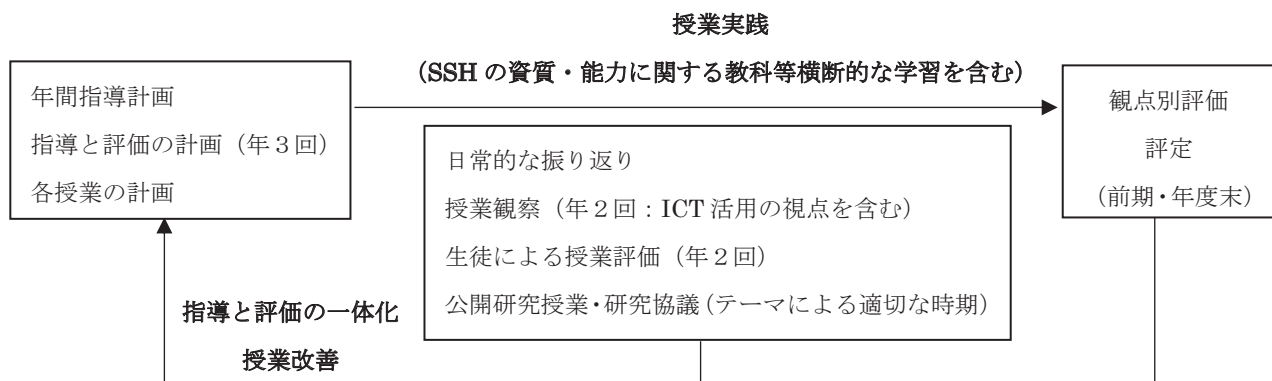 授業実践
（SSH の資質・能力に関する教科等横断的な学習を含む）
年間指導計画
指導と評価の計画（年３回）
各授業の計画
日常的な振り返り
授業観察（年２回：ICT 活用の視点を含む）
生徒による授業評価（年２回）
公開研究授業・研究協議（テーマによる適切な時期）
観点別評価
評定
（前期・年度末）
指導と評価の一体化
授業改善